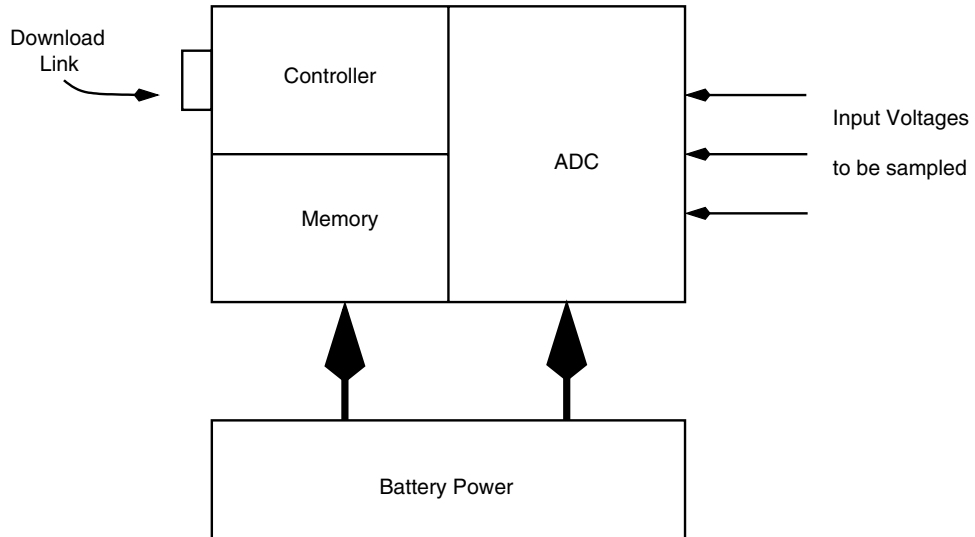 Download
Link
Controller
ADC
Input Voltages
to be sampled
Memory
Battery Power